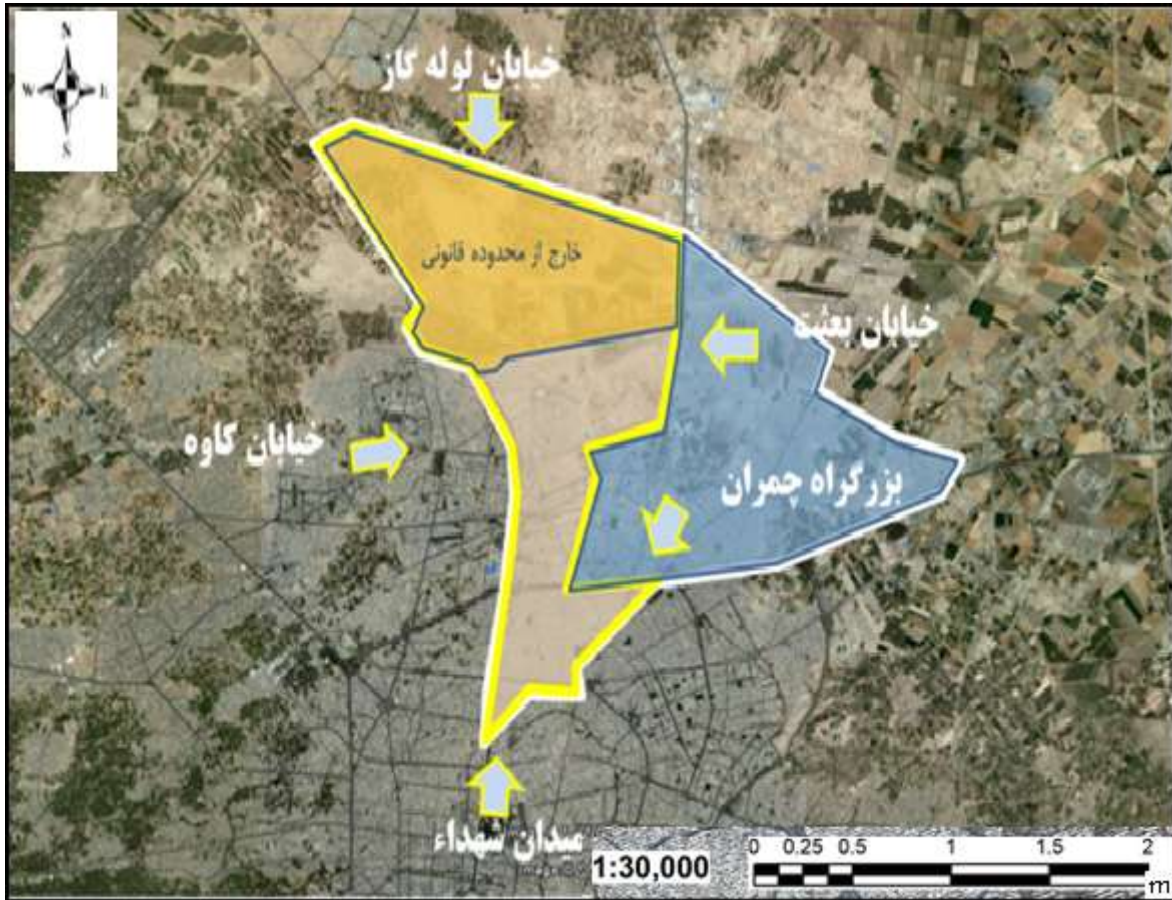 N
W
E
S
خیابان لوله گاز
خارج از محدوده قانونی
خیابان بعثت
خیابان کاوه
بزرگراه چمران
میدان شهداء
1:30,000
0 0.25 0.5 1 1.5 2
m